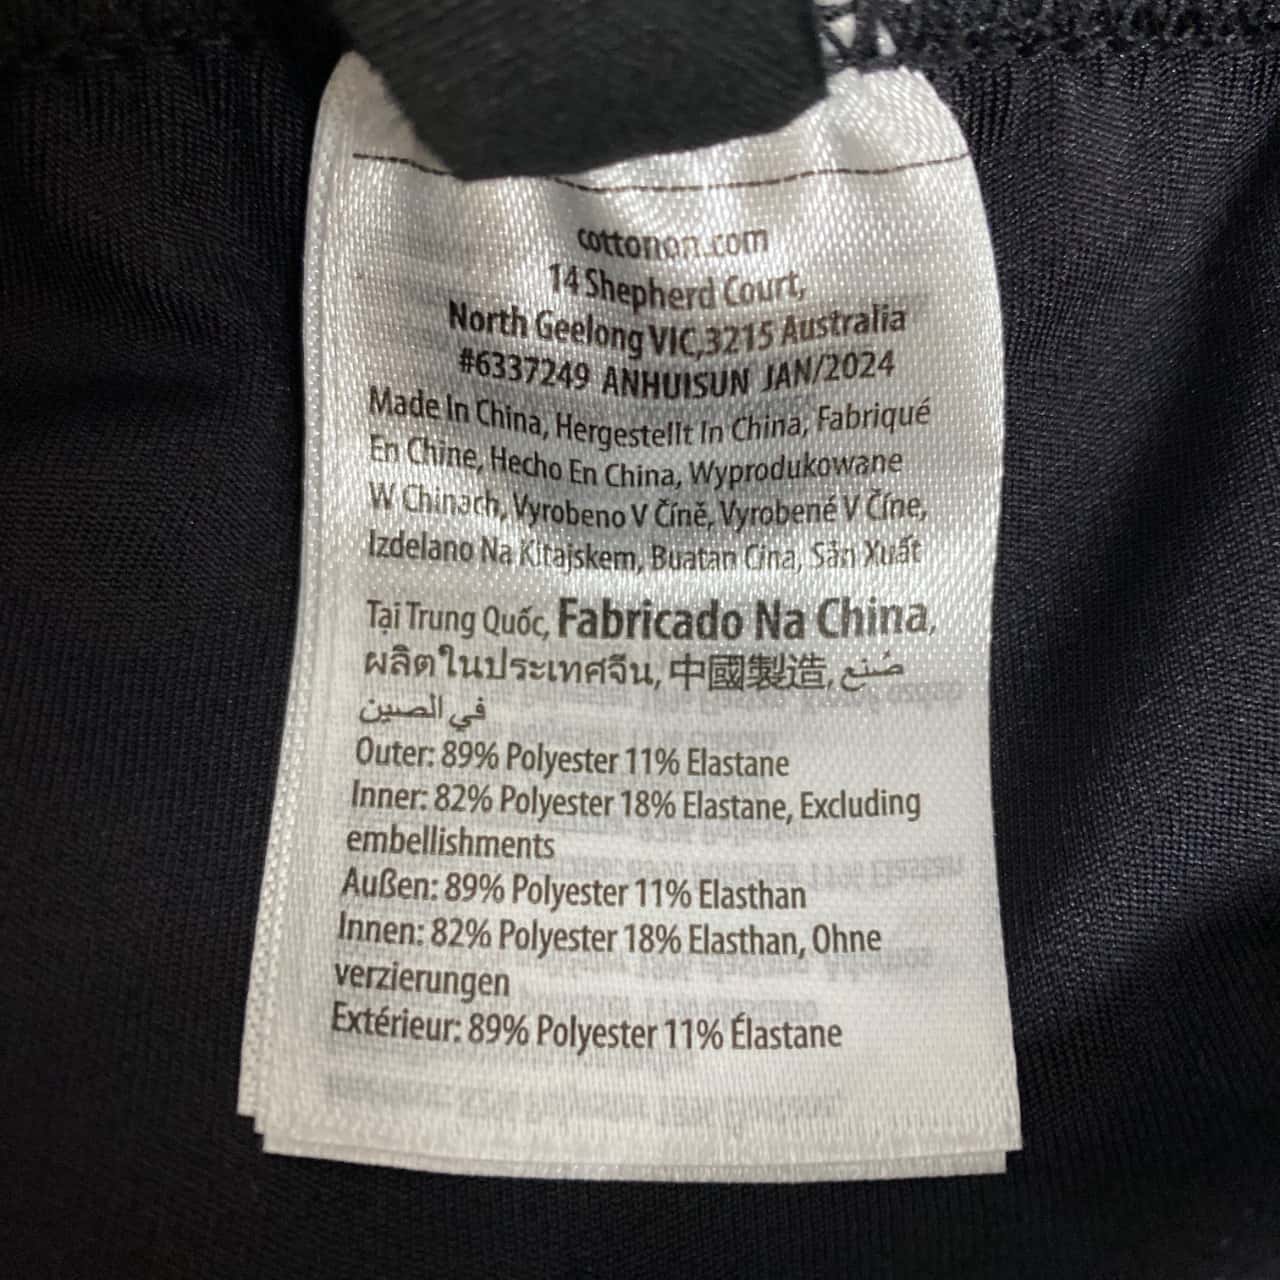 cottonon.com
14 Shepherd Court,
North Geelong VIC,3215 Australia
#6337249 ANHUISUN JAN/2024
Made In China, Hergestellt In China, Fabriqué
En Chine, Hecho En China, Wyprodukowane
W Chinach, Vyrobeno V Číně, Vyrobené V Číne,
Izdelano Na Kitajskem, Buatan Cina, Sản Xuất
Tại Trung Quốc, Fabricado Na China,
ผลิตในประเทศจีน, 中國製造, صُنع
في الصين
Outer: 89% Polyester 11% Elastane
Inner: 82% Polyester 18% Elastane, Excluding
embellishments
Außen: 89% Polyester 11% Elasthan
Innen: 82% Polyester 18% Elasthan, Ohne
verzierungen
Extérieur: 89% Polyester 11% Élastane